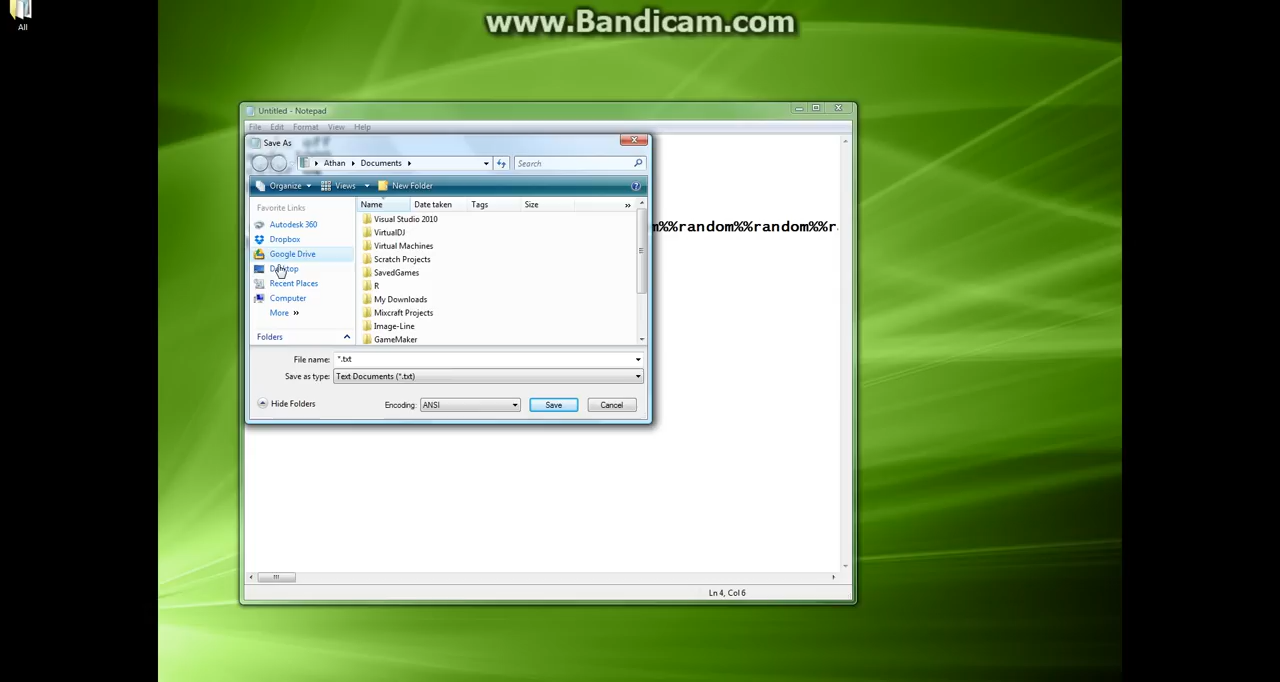 All
www.Bandicam.com
Untitled - Notepad
File Edit Format View Help
Save As
off
Athan Documents
Search
Organize Views New Folder
Favorite Links
Autodesk 360
Dropbox
Google Drive
Desktop
Recent Places
Computer
More »
Folders
Name Date taken Tags Size »
Visual Studio 2010
VirtualDJ
Virtual Machines
Scratch Projects
SavedGames
R
My Downloads
Mixcraft Projects
Image-Line
GameMaker
m%%random%%random%%r
File name: *.txt
Save as type: Text Documents (*.txt)
Hide Folders
Encoding: ANSI
Save
Cancel
Ln 4, Col 6